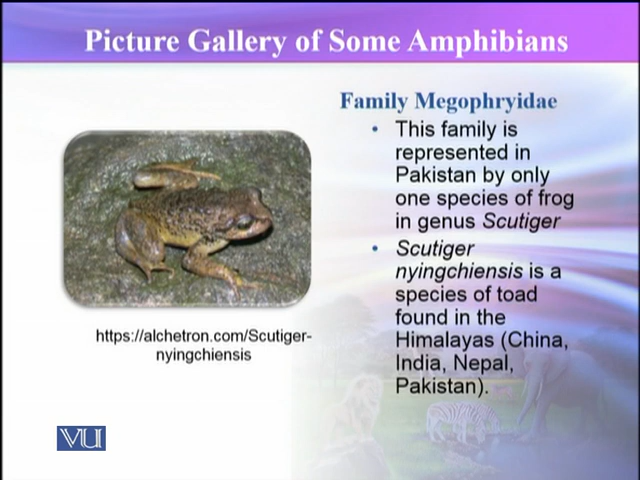 Picture Gallery of Some Amphibians
Family Megophryidae
• This family is
represented in
Pakistan by only
one species of frog
in genus Scutiger
• Scutiger
nyingchiensis is a
species of toad
found in the
Himalayas (China,
India, Nepal,
Pakistan).
https://alchetron.com/Scutiger-
nyingchiensis
VU